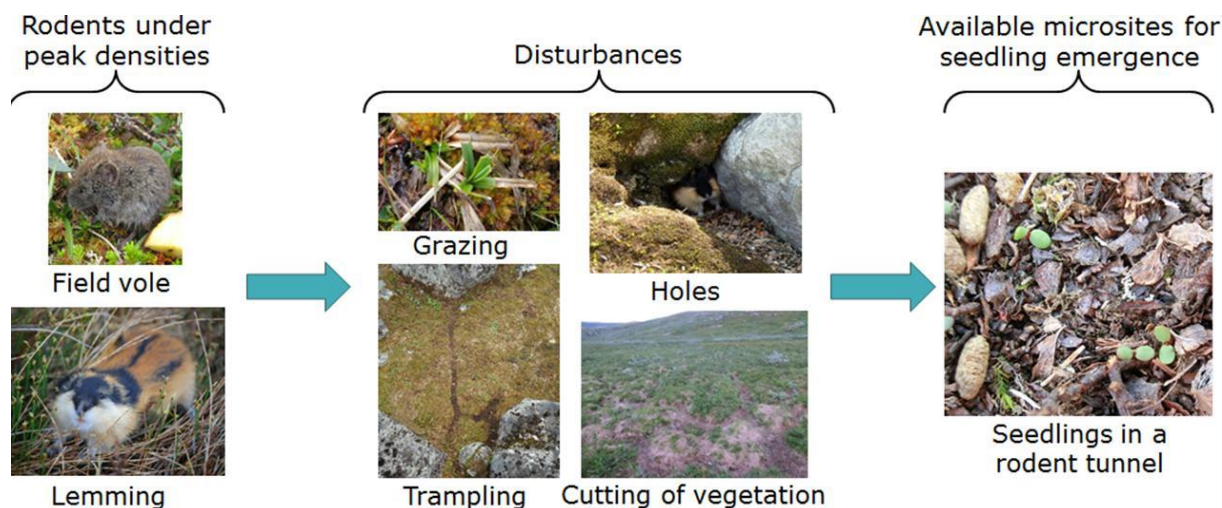 Rodents under
peak densities
Disturbances
Available microsites for
seedling emergence
Field vole
Lemming
Grazing
Holes
Trampling
Cutting of vegetation
Seedlings in a
rodent tunnel